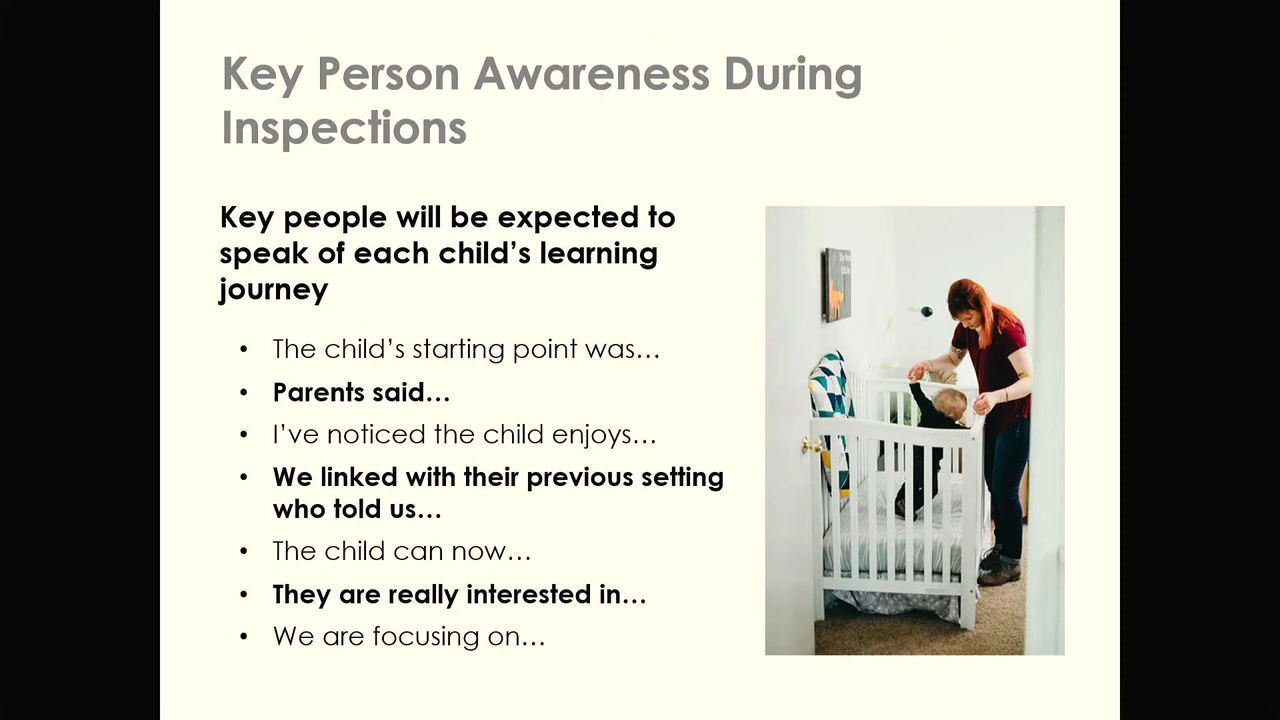 Key Person Awareness During
Inspections
Key people will be expected to
speak of each child’s learning
journey
• The child’s starting point was…
• Parents said…
• I’ve noticed the child enjoys…
• We linked with their previous setting
who told us…
• The child can now…
• They are really interested in…
• We are focusing on…